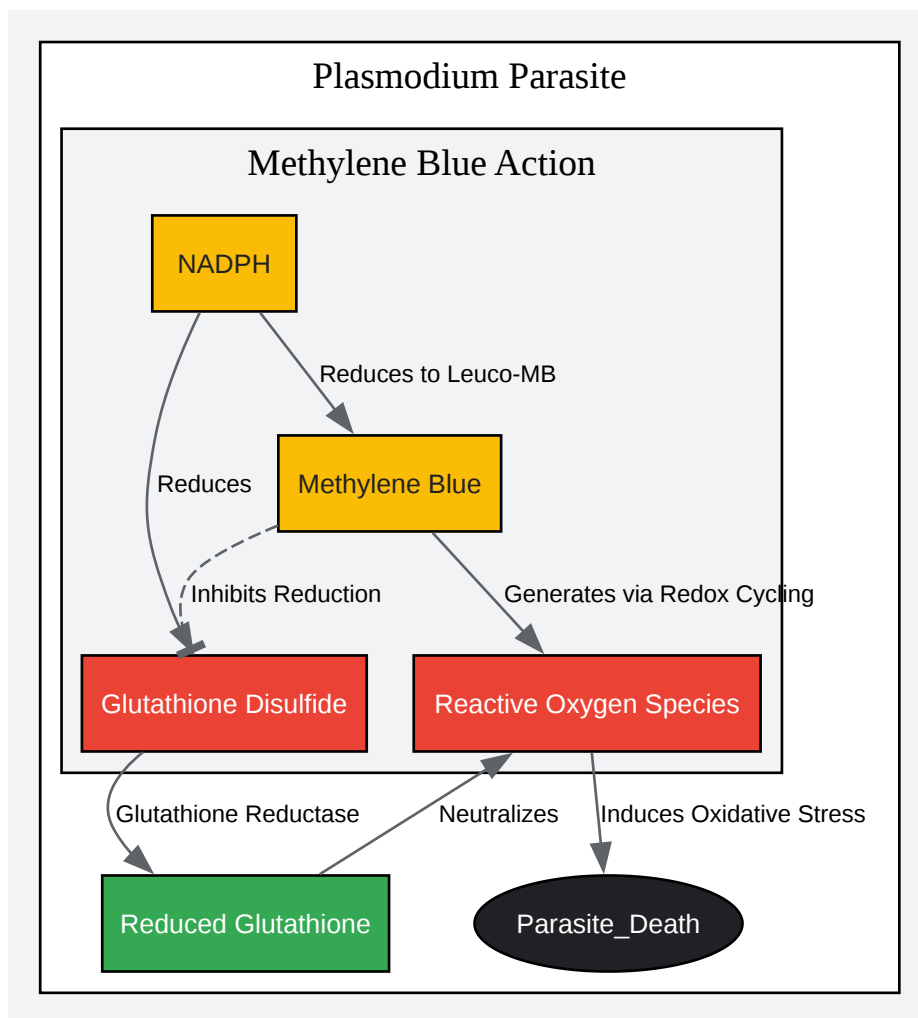 Plasmodium Parasite
Methylene Blue Action
NADPH
Reduces to Leuco-MB
Reduces
Methylene Blue
Inhibits Reduction
Generates via Redox Cycling
Glutathione Disulfide
Reactive Oxygen Species
Glutathione Reductase
Neutralizes
Induces Oxidative Stress
Reduced Glutathione
Parasite_Death